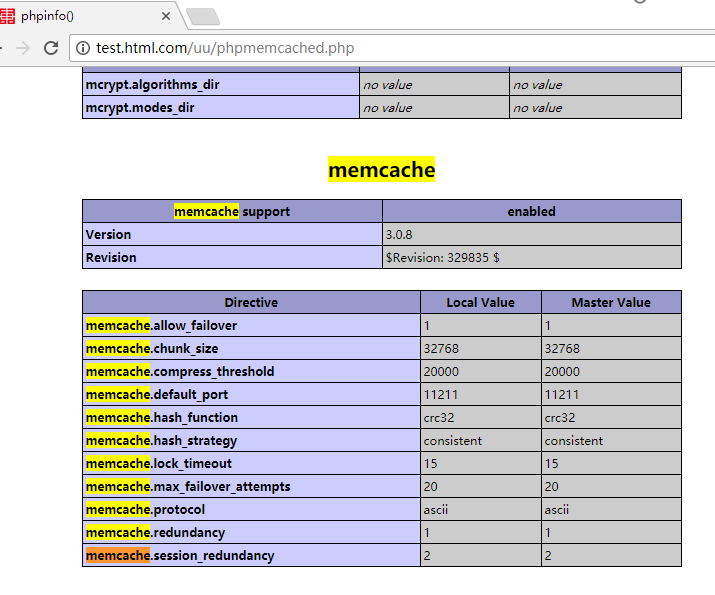 phpinfo()
test.html.com/uu/phpmemcached.php
mcrypt.algorithms_dir no value no value
mcrypt.modes_dir no value no value
memcache
memcache support enabled
Version 3.0.8
Revision $Revision: 329835 $
Directive Local Value Master Value
memcache.allow_failover 1 1
memcache.chunk_size 32768 32768
memcache.compress_threshold 20000 20000
memcache.default_port 11211 11211
memcache.hash_function crc32 crc32
memcache.hash_strategy consistent consistent
memcache.lock_timeout 15 15
memcache.max_failover_attempts 20 20
memcache.protocol ascii ascii
memcache.redundancy 1 1
memcache.session_redundancy 2 2